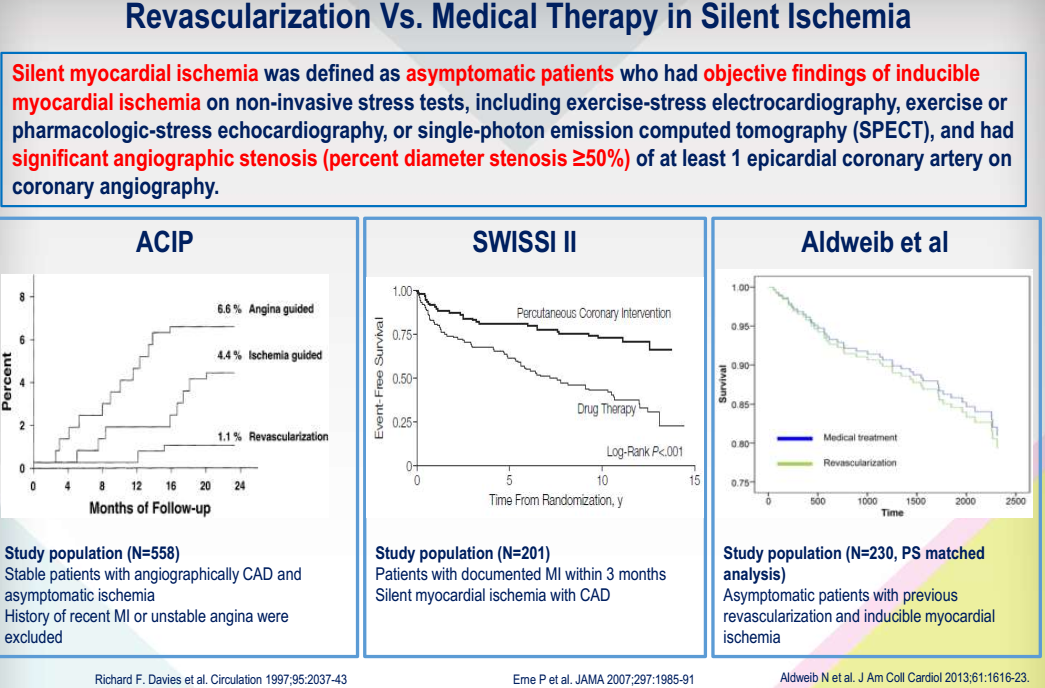 Revascularization Vs. Medical Therapy in Silent Ischemia
Silent myocardial ischemia was defined as asymptomatic patients who had objective findings of inducible
myocardial ischemia on non-invasive stress tests, including exercise-stress electrocardiography, exercise or
pharmacologic-stress echocardiography, or single-photon emission computed tomography (SPECT), and had
significant angiographic stenosis (percent diameter stenosis ≥50%) of at least 1 epicardial coronary artery on
coronary angiography.
ACIP
8
6
4
2
0
Percent
6.6 % Angina guided
4.4 % Ischemia guided
1.1 % Revascularization
0 4 8 12 16 20 24
Months of Follow-up
Study population (N=558)
Stable patients with angiographically CAD and
asymptomatic ischemia
History of recent MI or unstable angina were
excluded
SWISSI II
1.00
0.75
0.50
0.25
0
Event-Free Survival
Percutaneous Coronary Intervention
Drug Therapy
Log-Rank P<.001
0 5 10 15
Time From Randomization, y
Study population (N=201)
Patients with documented MI within 3 months
Silent myocardial ischemia with CAD
Aldweib et al
1.00
0.95
0.90
0.85
0.80
0.75
Survival
Medical treatment
Revascularization
0 500 1000 1500 2000 2500
Time
Study population (N=230, PS matched
analysis)
Asymptomatic patients with previous
revascularization and inducible myocardial
ischemia
Richard F. Davies et al. Circulation 1997;95:2037-43
Erne P et al. JAMA 2007;297:1985-91
Aldweib N et al. J Am Coll Cardiol 2013;61:1616-23.